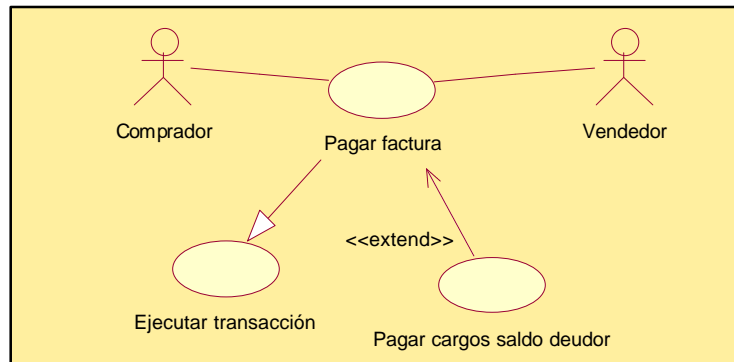 Comprador
Vendedor
Pagar factura
<<extend>>
Ejecutar transacción
Pagar cargos saldo deudor